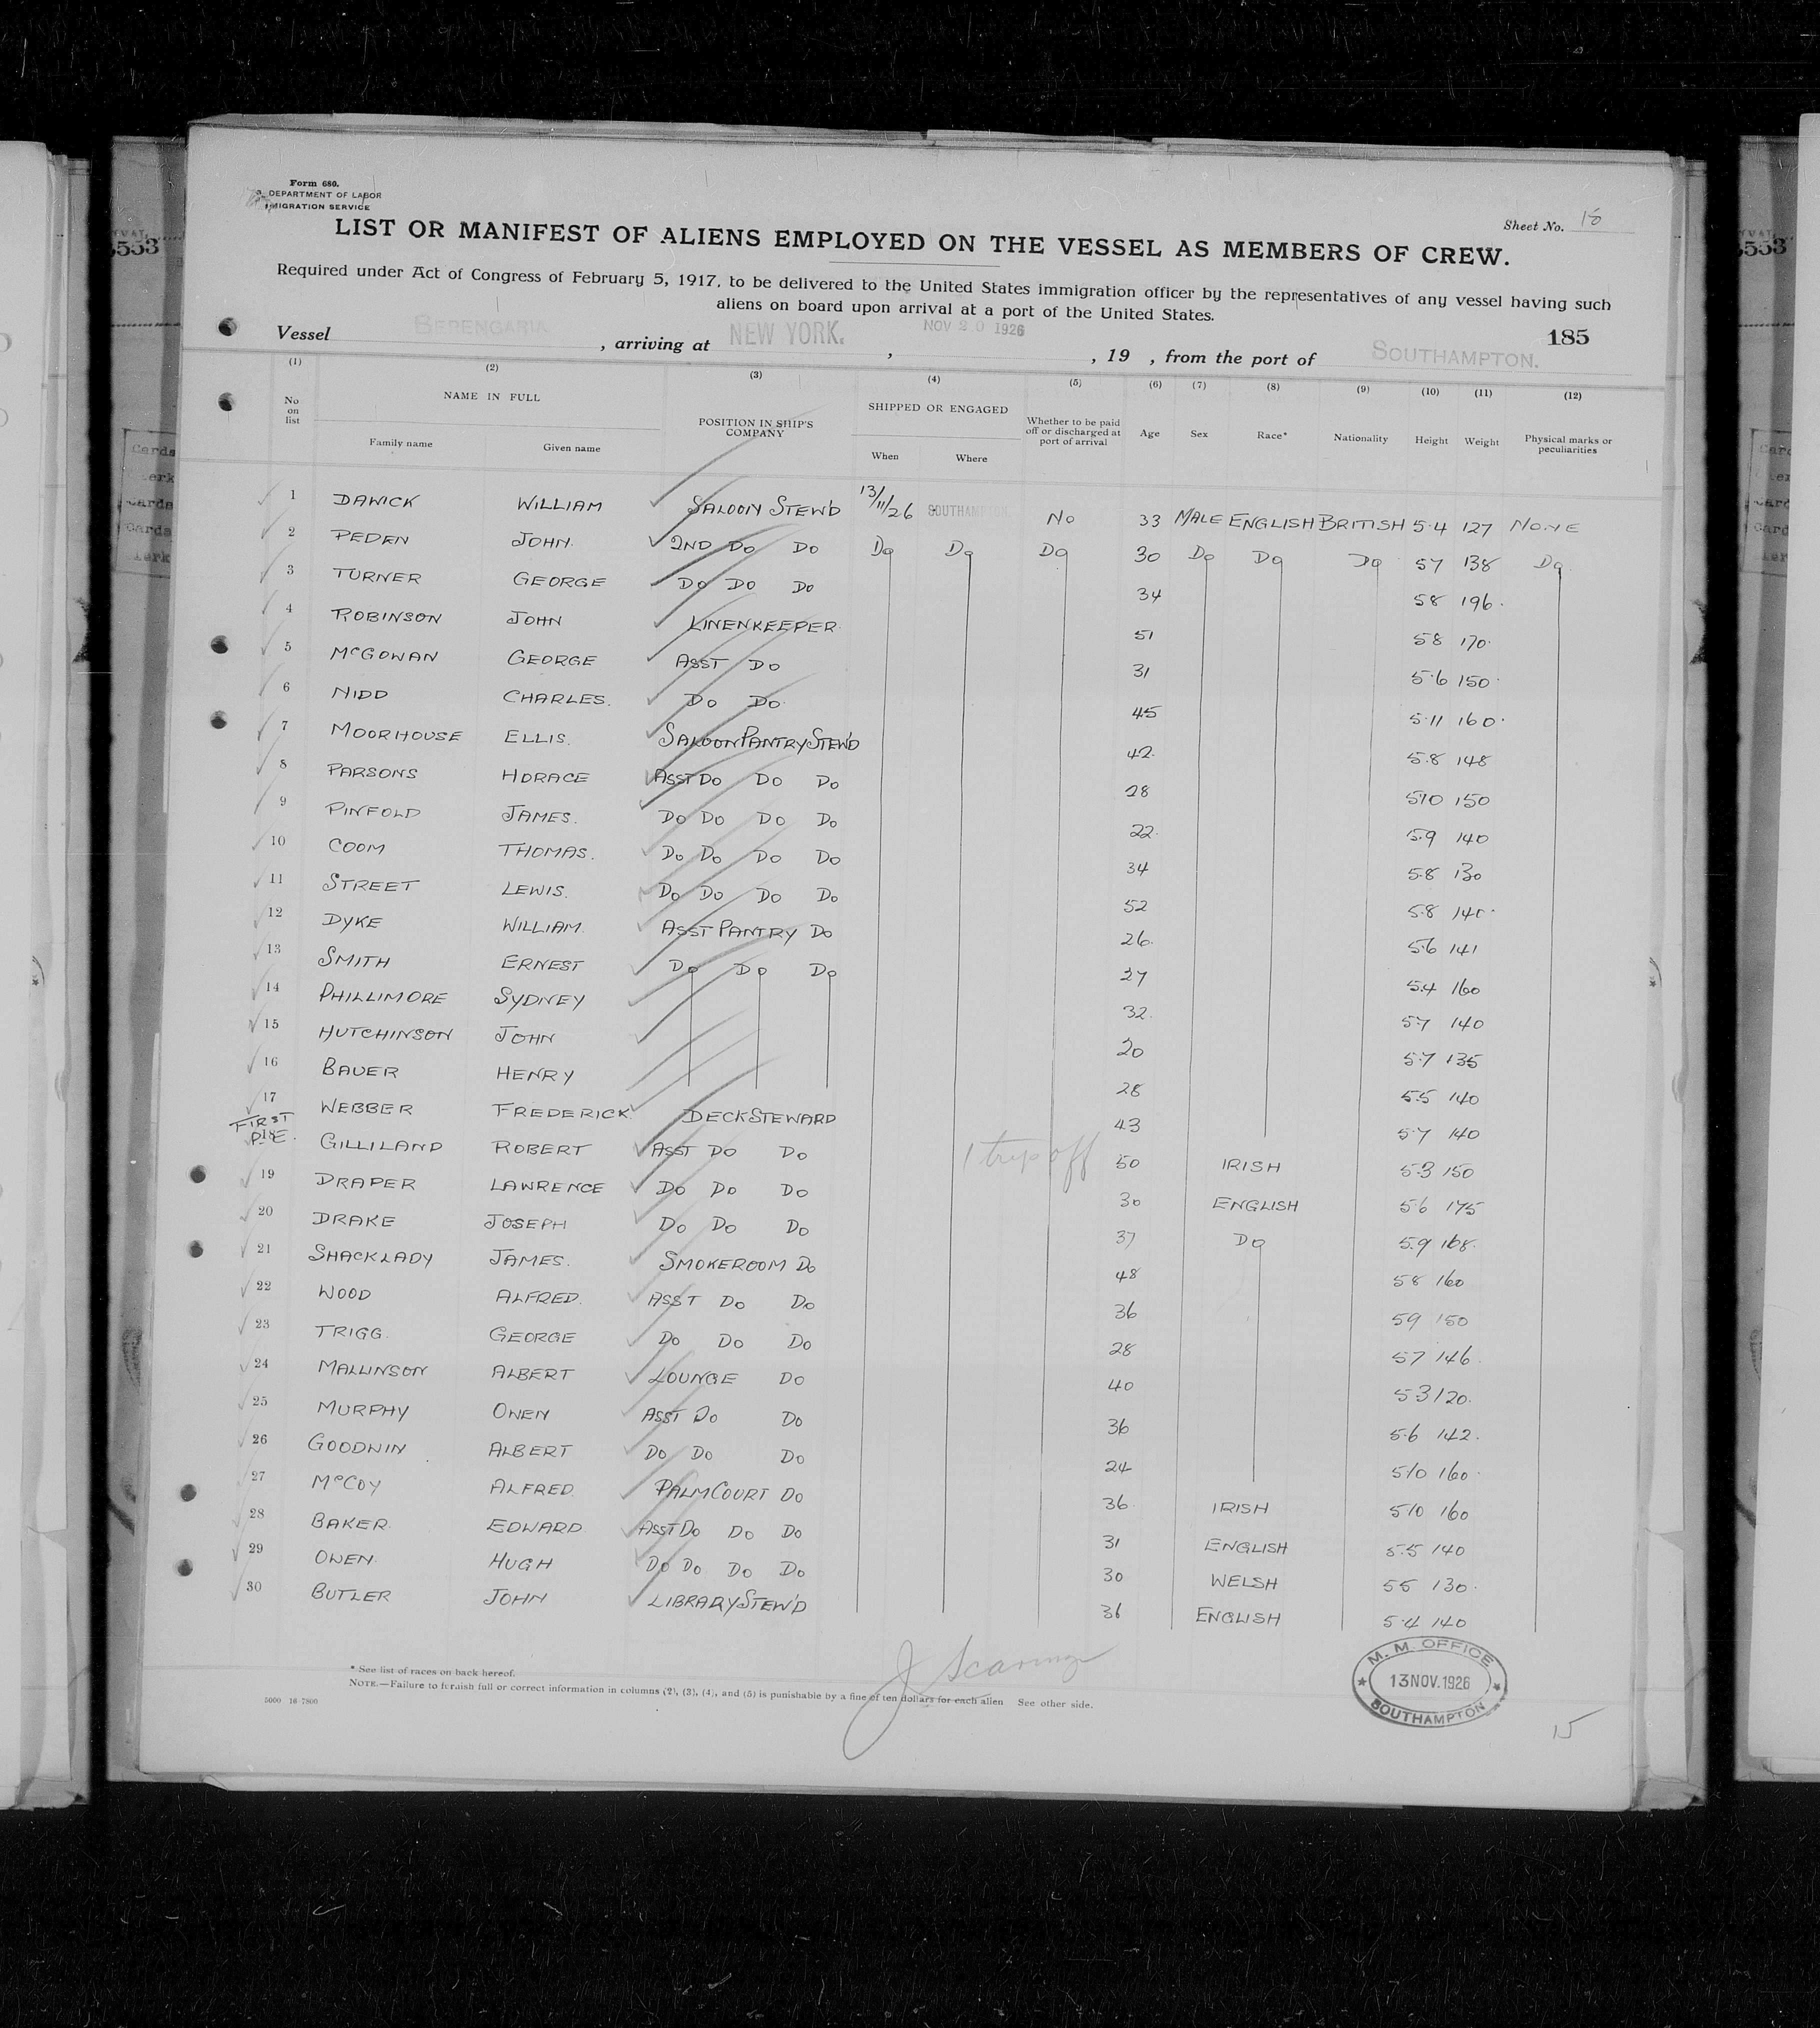 Form 680.
DEPARTMENT OF LABOR
MIGRATION SERVICE
Sheet No. 15
LIST OR MANIFEST OF ALIENS EMPLOYED ON THE VESSEL AS MEMBERS OF CREW.
Required under Act of Congress of February 5, 1917, to be delivered to the United States immigration officer by the representatives of any vessel having such
aliens on board upon arrival at a port of the United States.
185
Vessel BERENGARIA, arriving at NEW YORK. , NOV 20 1926 , 19 , from the port of SOUTHAMPTON.
(1) (2) (3) (4) (5) (6) (7) (8) (9) (10) (11) (12)
No on list NAME IN FULL Family name Given name POSITION IN SHIP'S COMPANY SHIPPED OR ENGAGED When Where Whether to be paid off or discharged at port of arrival Age Sex Race* Nationality Height Weight Physical marks or peculiarities
1 DAWICK WILLIAM SALOON STEW'D 13/11/26 SOUTHAMPTON. NO 33 MALE ENGLISH BRITISH 5·4 127 NONE
2 PEDEN JOHN. 2ND DO DO DO DO DO 30 DO DO DO 57 138 DO
3 TURNER GEORGE DO DO DO 34 58 196.
4 ROBINSON JOHN LINENKEEPER 51 58 170.
5 McGOWAN GEORGE ASST DO 31 5·6 150
6 NIDD CHARLES. DO DO 45 5·11 160.
7 MOORHOUSE ELLIS. SALOON PANTRY STEW'D 42. 5.8 148
8 PARSONS HORACE ASST DO DO DO 28 510 150
9 PINFOLD JAMES. DO DO DO DO 22. 5.9 140
10 COOM THOMAS. DO DO DO DO 34 5.8 130
11 STREET LEWIS. DO DO DO DO 52 5.8 140.
12 DYKE WILLIAM ASST PANTRY DO 26. 5.6 141
13 SMITH ERNEST DO DO DO 27 5.4 160
14 PHILLIMORE SYDNEY 32. 5.7 140
15 HUTCHINSON JOHN 20 5.7 135
16 BAUER HENRY 28 5.5 140
17 WEBBER FREDERICK. DECKSTEWARD 43 5.7 140
FIRST
18 GILLILAND ROBERT ASST DO DO 1 trip off 50 IRISH 5.3 150
19 DRAPER LAWRENCE DO DO DO 30 ENGLISH 5.6 175
20 DRAKE JOSEPH DO DO DO 37 DO 5.9 168.
21 SHACKLADY JAMES. SMOKEROOM DO 48 58 160
22 WOOD ALFRED. ASST DO DO 36 59 150
23 TRIGG. GEORGE DO DO DO 28 57 146.
24 MALLINSON ALBERT LOUNGE DO 40 5.3 120.
25 MURPHY OWEN ASST DO DO 36 5.6 142.
26 GOODWIN ALBERT DO DO DO 24 510 160.
27 McCOY ALFRED. PALM COURT DO 36. IRISH 510 160
28 BAKER. EDWARD ASST DO DO DO 31 ENGLISH 5.5 140
29 OWEN HUGH DO DO DO DO 30 WELSH 55 130.
30 BUTLER JOHN LIBRARY STEW'D 36 ENGLISH 5.4 140
* See list of races on back hereof.
NOTE.—Failure to furnish full or correct information in columns (2), (3), (4), and (5) is punishable by a fine of ten dollars for each alien See other side.
5000 16 7800
M. M. OFFICE
13 NOV. 1926
SOUTHAMPTON
15